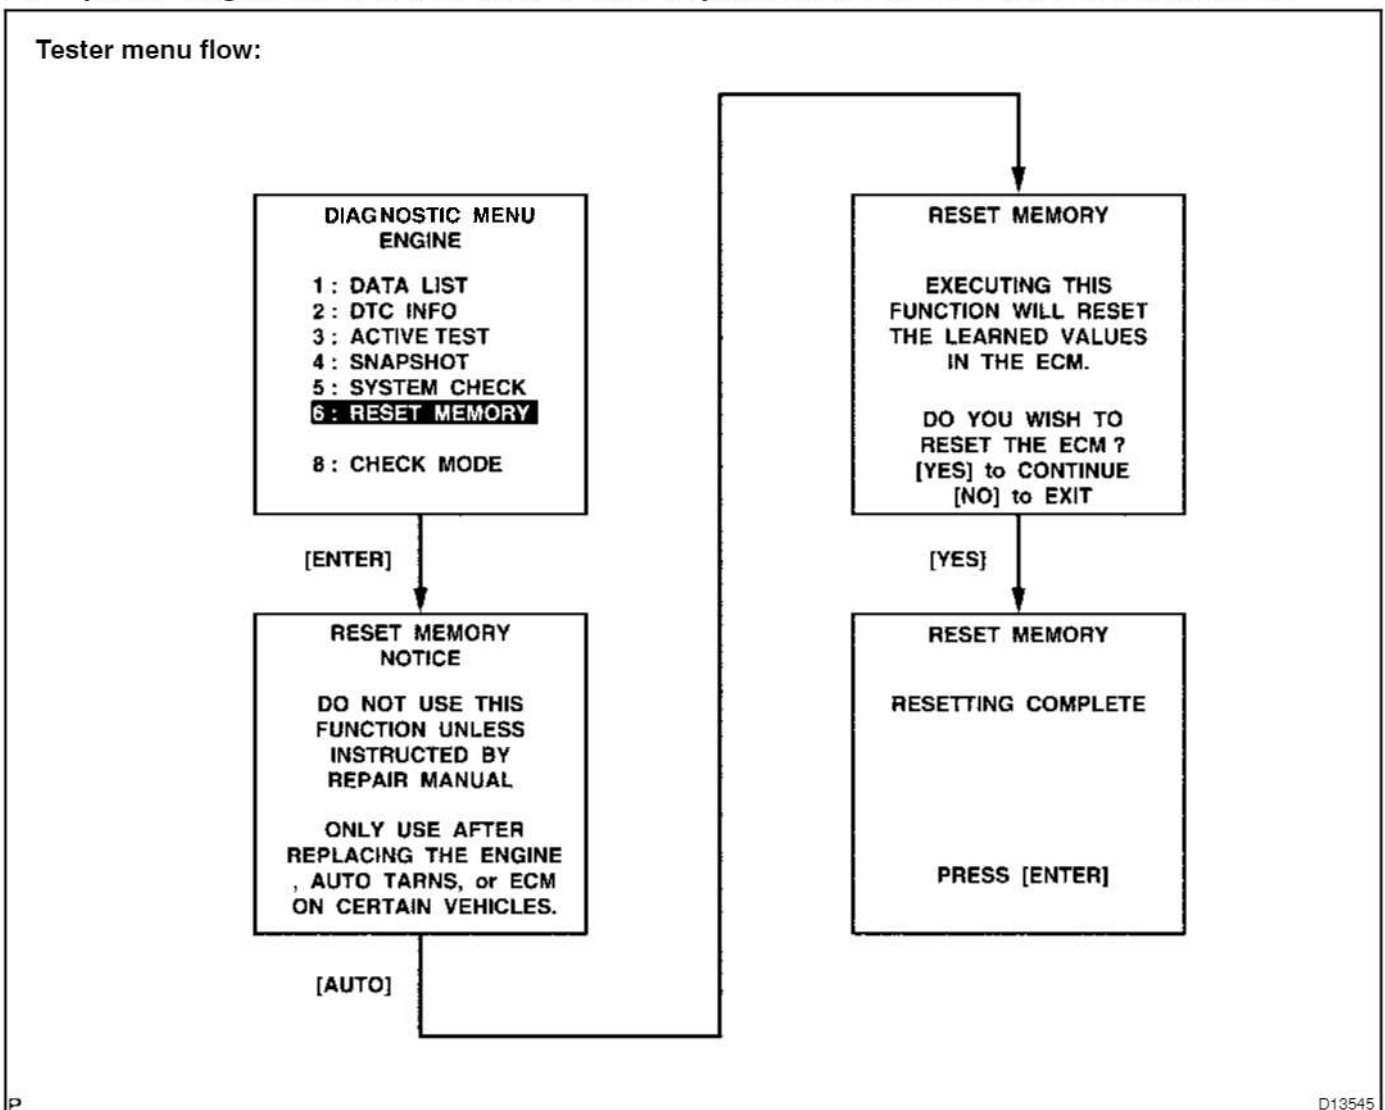 Tester menu flow:
DIAGNOSTIC MENU
ENGINE
1 : DATA LIST
2 : DTC INFO
3 : ACTIVE TEST
4 : SNAPSHOT
5 : SYSTEM CHECK
6 : RESET MEMORY
8 : CHECK MODE
[ENTER]
RESET MEMORY
NOTICE
DO NOT USE THIS
FUNCTION UNLESS
INSTRUCTED BY
REPAIR MANUAL
ONLY USE AFTER
REPLACING THE ENGINE
, AUTO TARNS, or ECM
ON CERTAIN VEHICLES.
[AUTO]
RESET MEMORY
EXECUTING THIS
FUNCTION WILL RESET
THE LEARNED VALUES
IN THE ECM.
DO YOU WISH TO
RESET THE ECM ?
[YES] to CONTINUE
[NO] to EXIT
[YES]
RESET MEMORY
RESETTING COMPLETE
PRESS [ENTER]
P
D13545